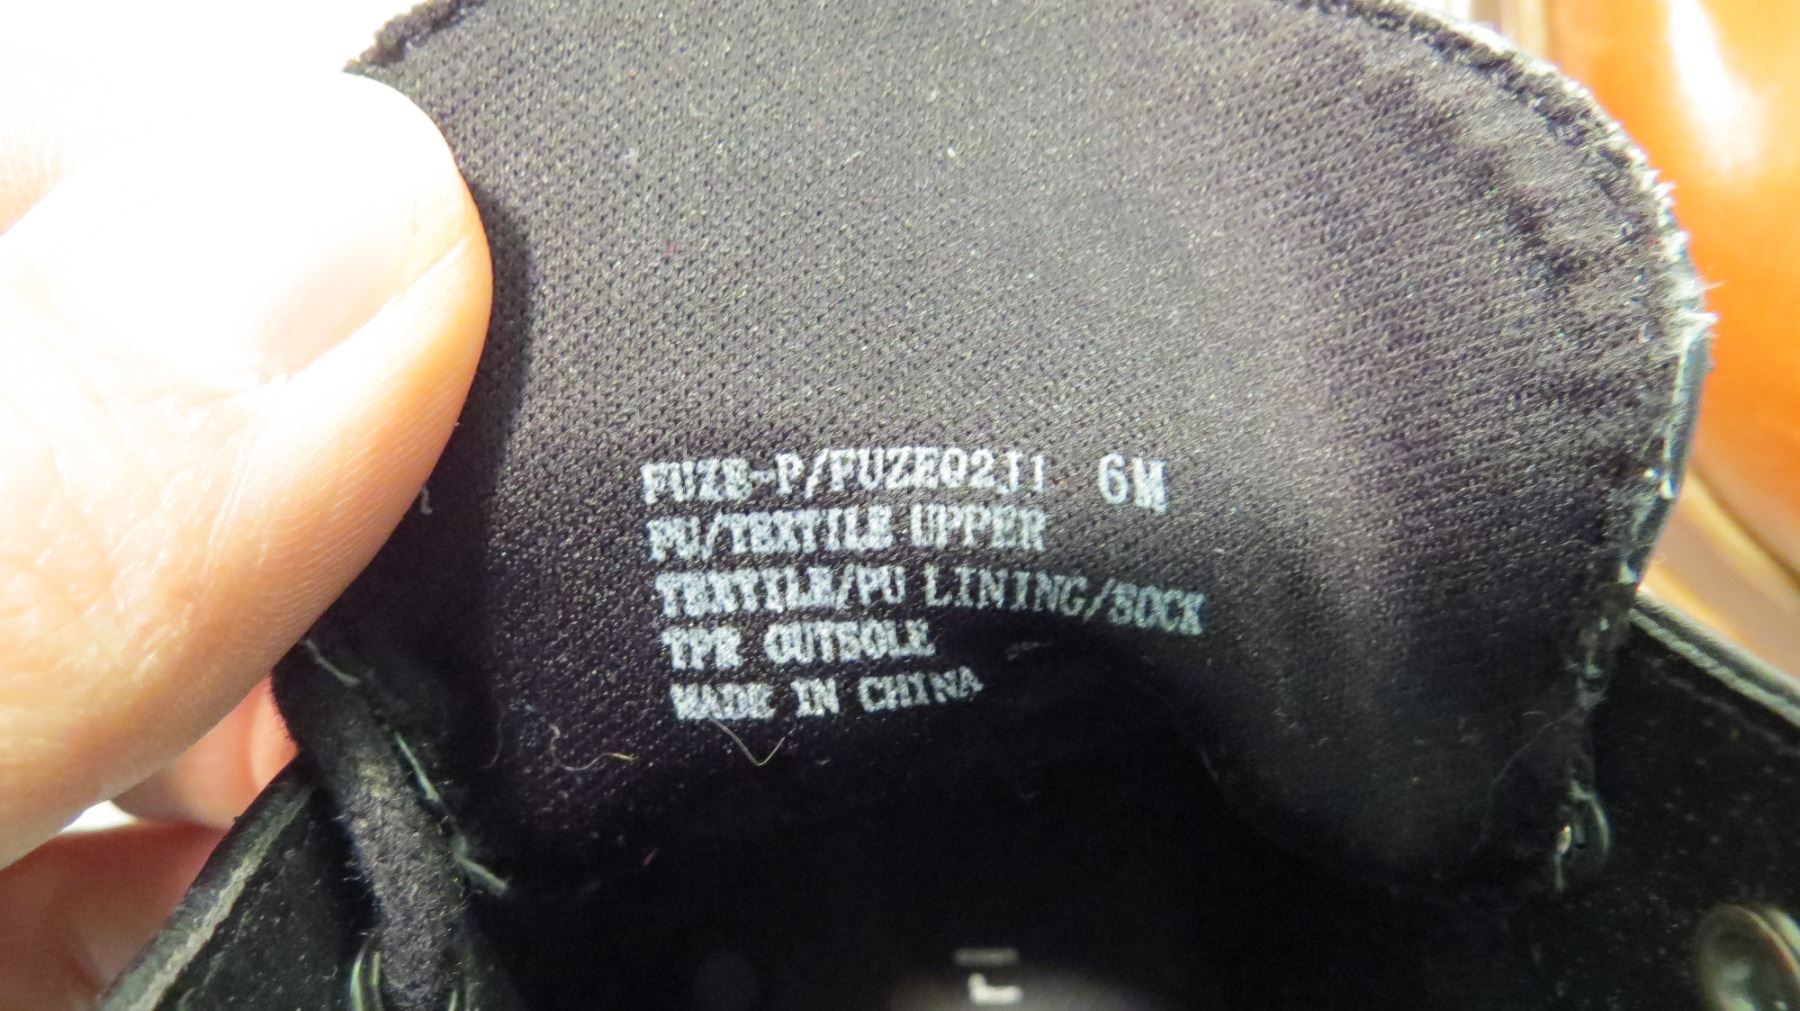 FUZE-P/FUZE02J1 6M
PU/TEXTILE UPPER
TEXTILE/PU LINING/SOCK
TPR OUTSOLE
MADE IN CHINA